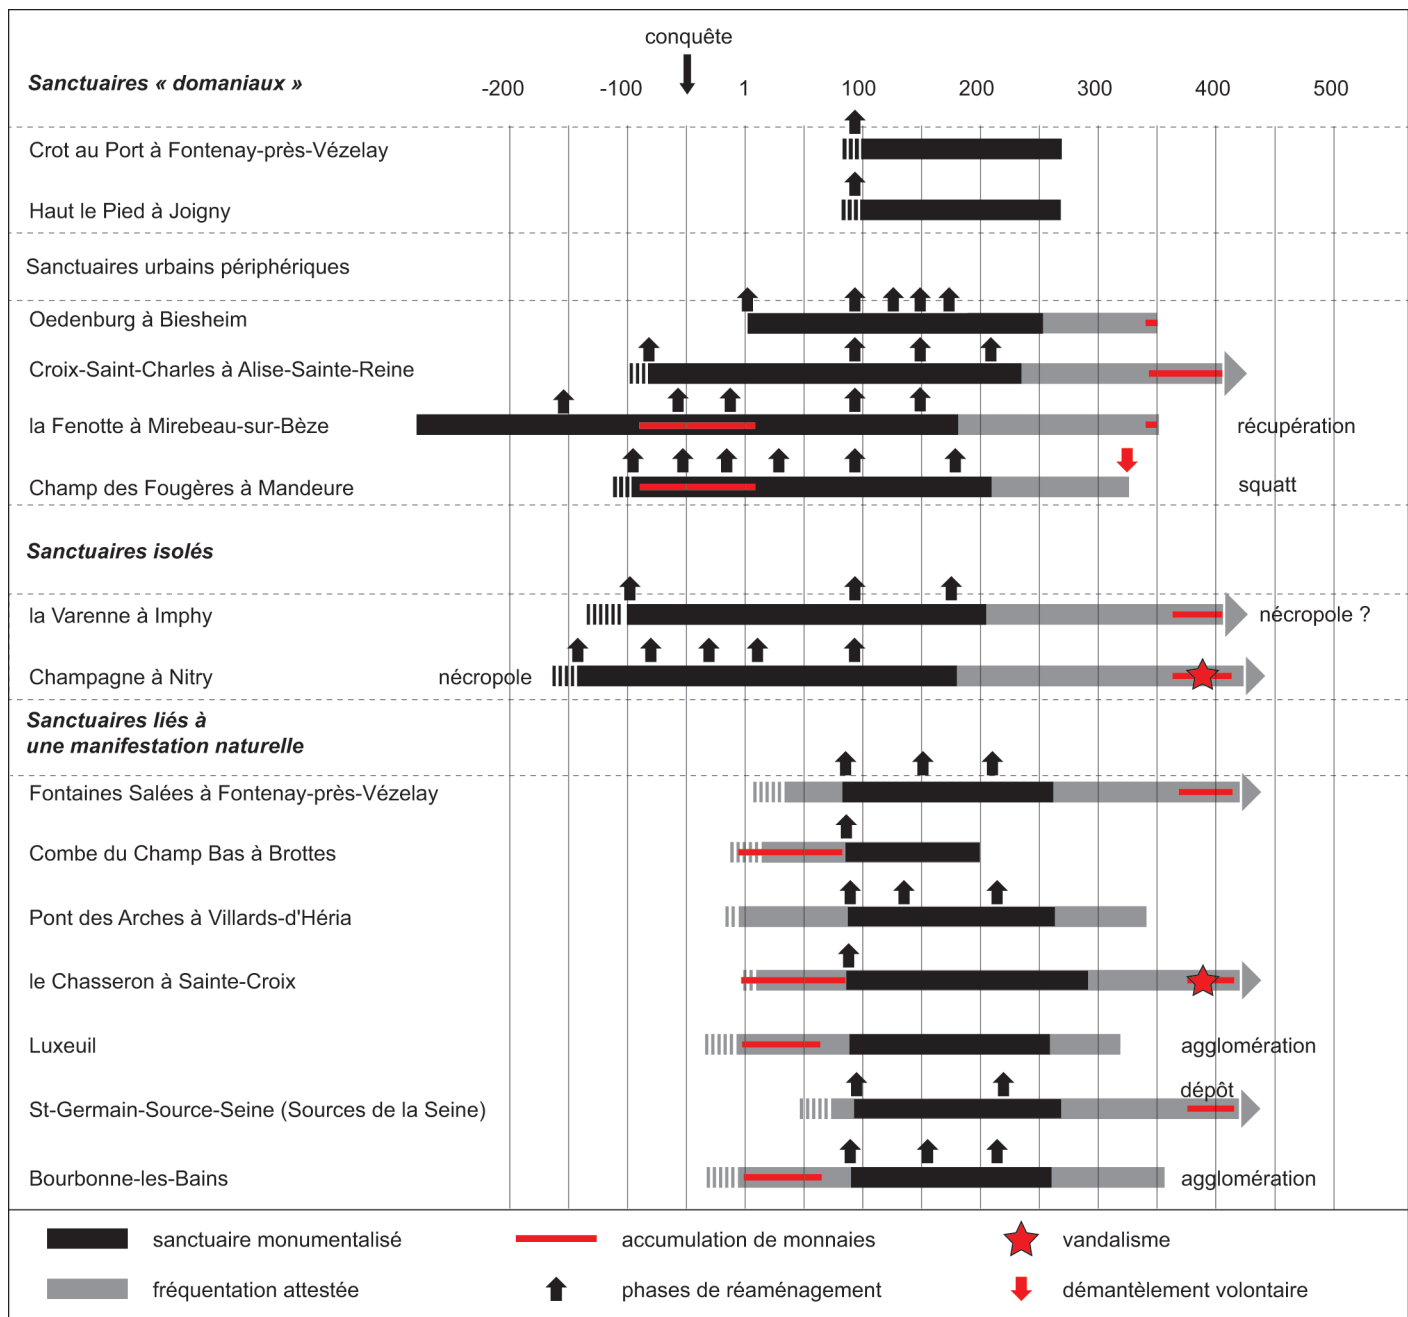 conquête
Sanctuaires « domaniaux »
-200 -100 1 100 200 300 400 500
Crot au Port à Fontenay-près-Vézelay
Haut le Pied à Joigny
Sanctuaires urbains périphériques
Oedenburg à Biesheim
Croix-Saint-Charles à Alise-Sainte-Reine
la Fenotte à Mirebeau-sur-Bèze récupération
Champ des Fougères à Mandeure squatt
Sanctuaires isolés
la Varenne à Imphy nécropole ?
Champagne à Nitry nécropole
Sanctuaires liés à
une manifestation naturelle
Fontaines Salées à Fontenay-près-Vézelay
Combe du Champ Bas à Brottes
Pont des Arches à Villards-d'Héria
le Chasseron à Sainte-Croix
Luxeuil agglomération
dépôt
St-Germain-Source-Seine (Sources de la Seine)
Bourbonne-les-Bains agglomération
sanctuaire monumentalisé accumulation de monnaies vandalisme
fréquentation attestée phases de réaménagement démantèlement volontaire